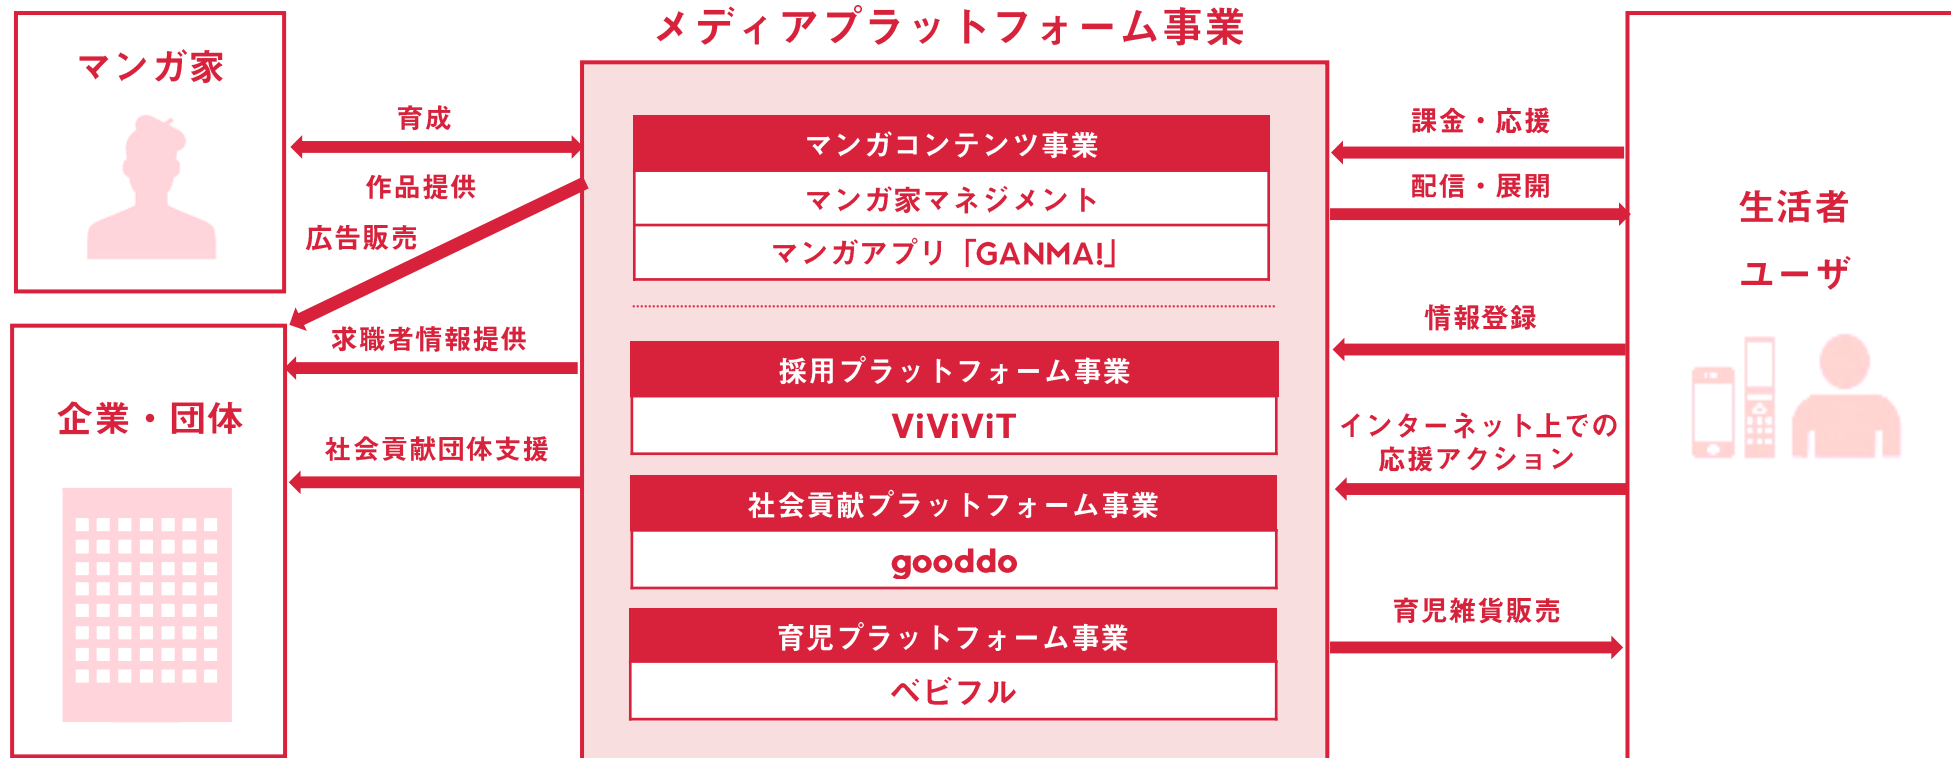 メディアプラットフォーム事業
マンガ家
育成
作品提供
広告販売
求職者情報提供
企業・団体
社会貢献団体支援
マンガコンテンツ事業
マンガ家マネジメント
マンガアプリ「GANMA!」
採用プラットフォーム事業
ViViViT
社会貢献プラットフォーム事業
gooddo
育児プラットフォーム事業
ベビフル
課金・応援
配信・展開
情報登録
インターネット上での
応援アクション
育児雑貨販売
生活者
ユーザ